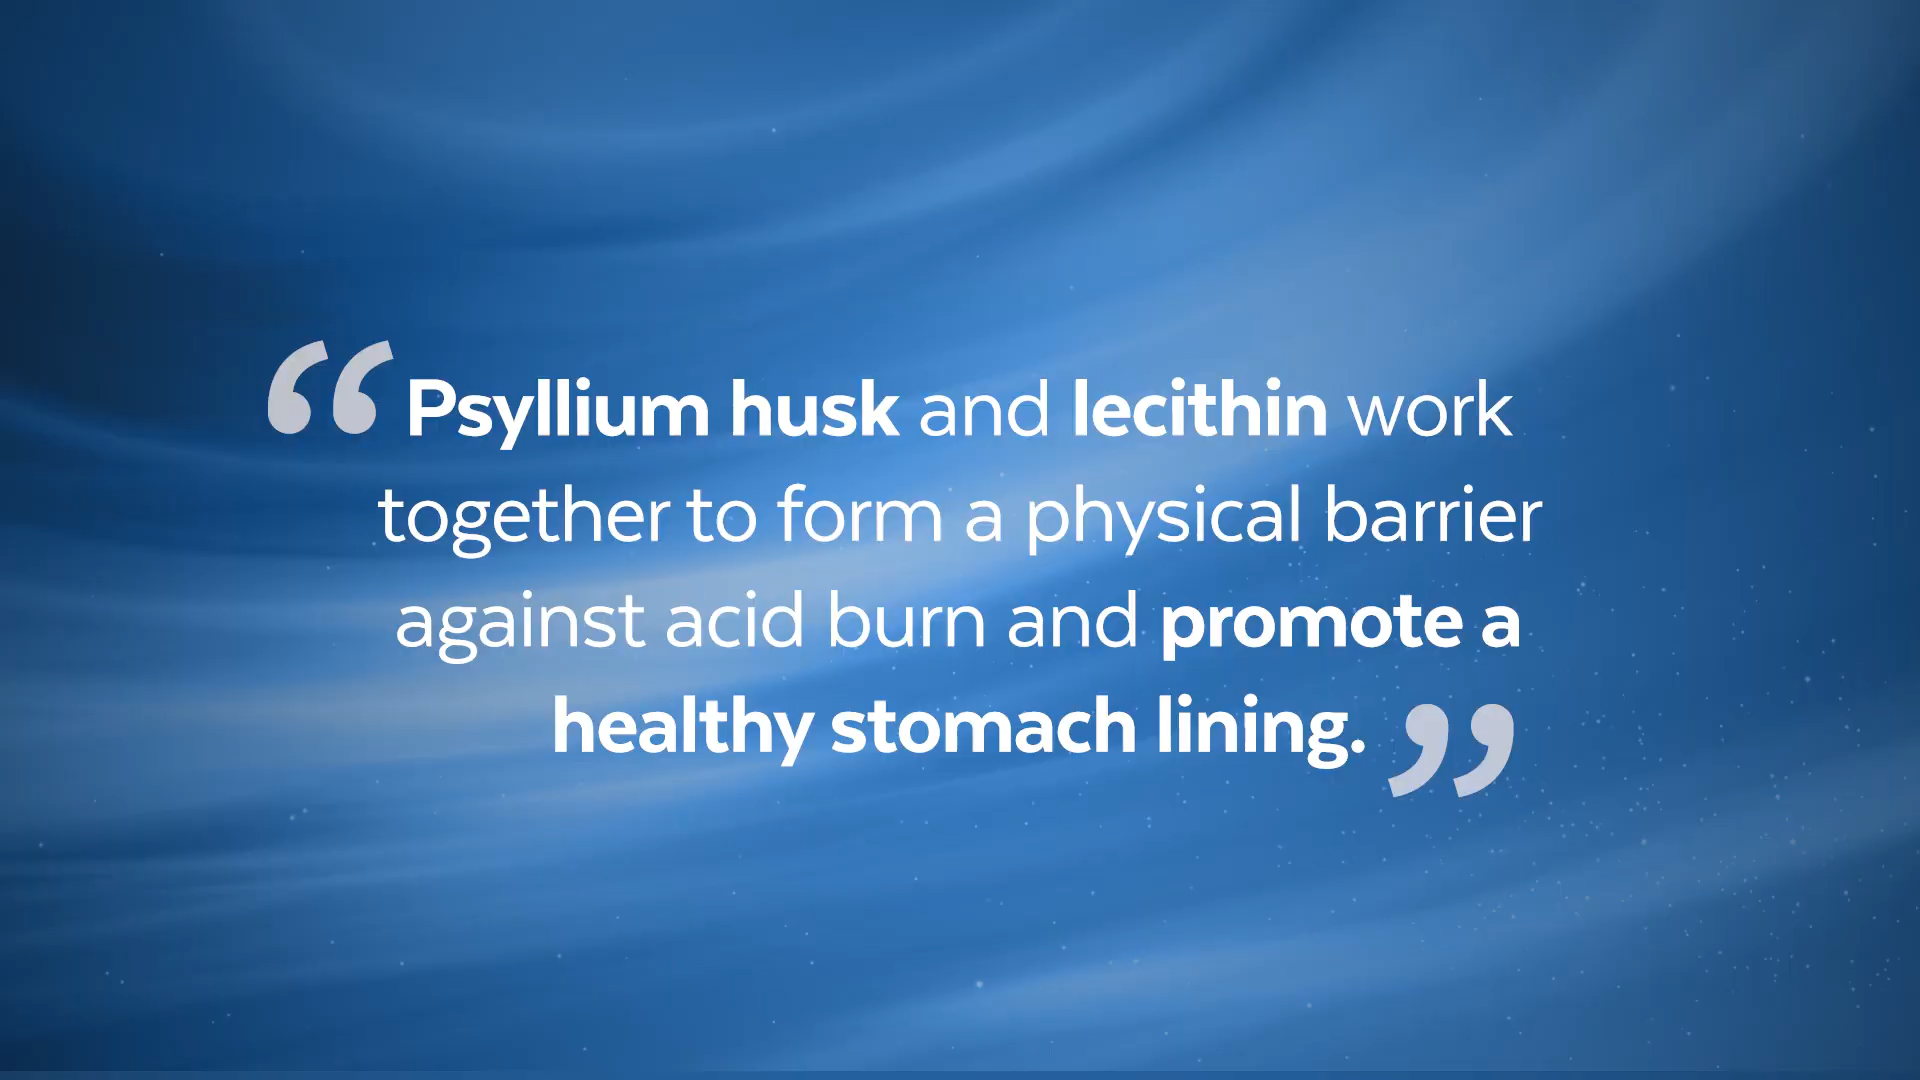 “Psyllium husk and lecithin work
together to form a physical barrier
against acid burn and promote a
healthy stomach lining.”